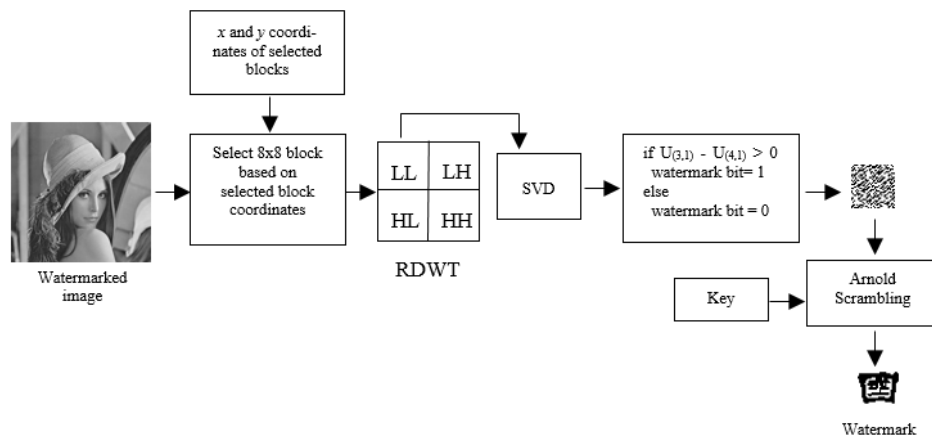 x and y coordi-
nates of selected
blocks
Watermarked
image
Select 8x8 block
based on
selected block
coordinates
LL
LH
HL
HH
RDWT
SVD
if U(3,1) - U(4,1) > 0
watermark bit= 1
else
watermark bit = 0
Key
Arnold
Scrambling
Watermark